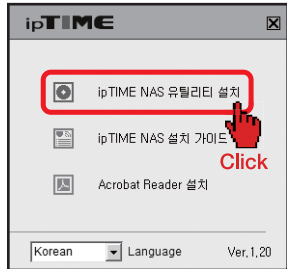 ipTIME
ipTIME NAS 유틸리티 설치
ipTIME NAS 설치 가이드
Click
Acrobat Reader 설치
Korean Language Ver,1,20